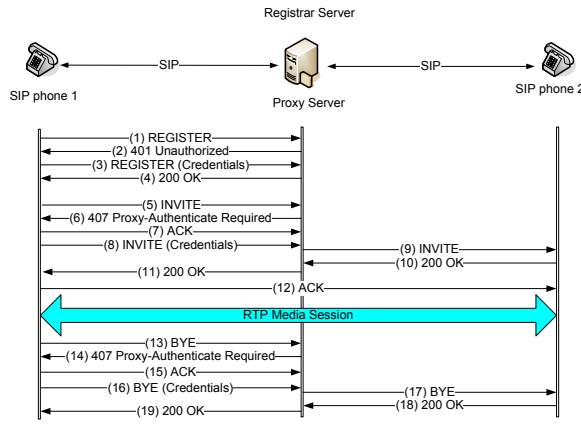 Registrar Server
SIP
SIP
SIP phone 1
Proxy Server
SIP phone 2
(1) REGISTER
(2) 401 Unauthorized
(3) REGISTER (Credentials)
(4) 200 OK
(5) INVITE
(6) 407 Proxy-Authenticate Required
(7) ACK
(8) INVITE (Credentials)
(9) INVITE
(10) 200 OK
(11) 200 OK
(12) ACK
RTP Media Session
(13) BYE
(14) 407 Proxy-Authenticate Required
(15) ACK
(16) BYE (Credentials)
(17) BYE
(18) 200 OK
(19) 200 OK